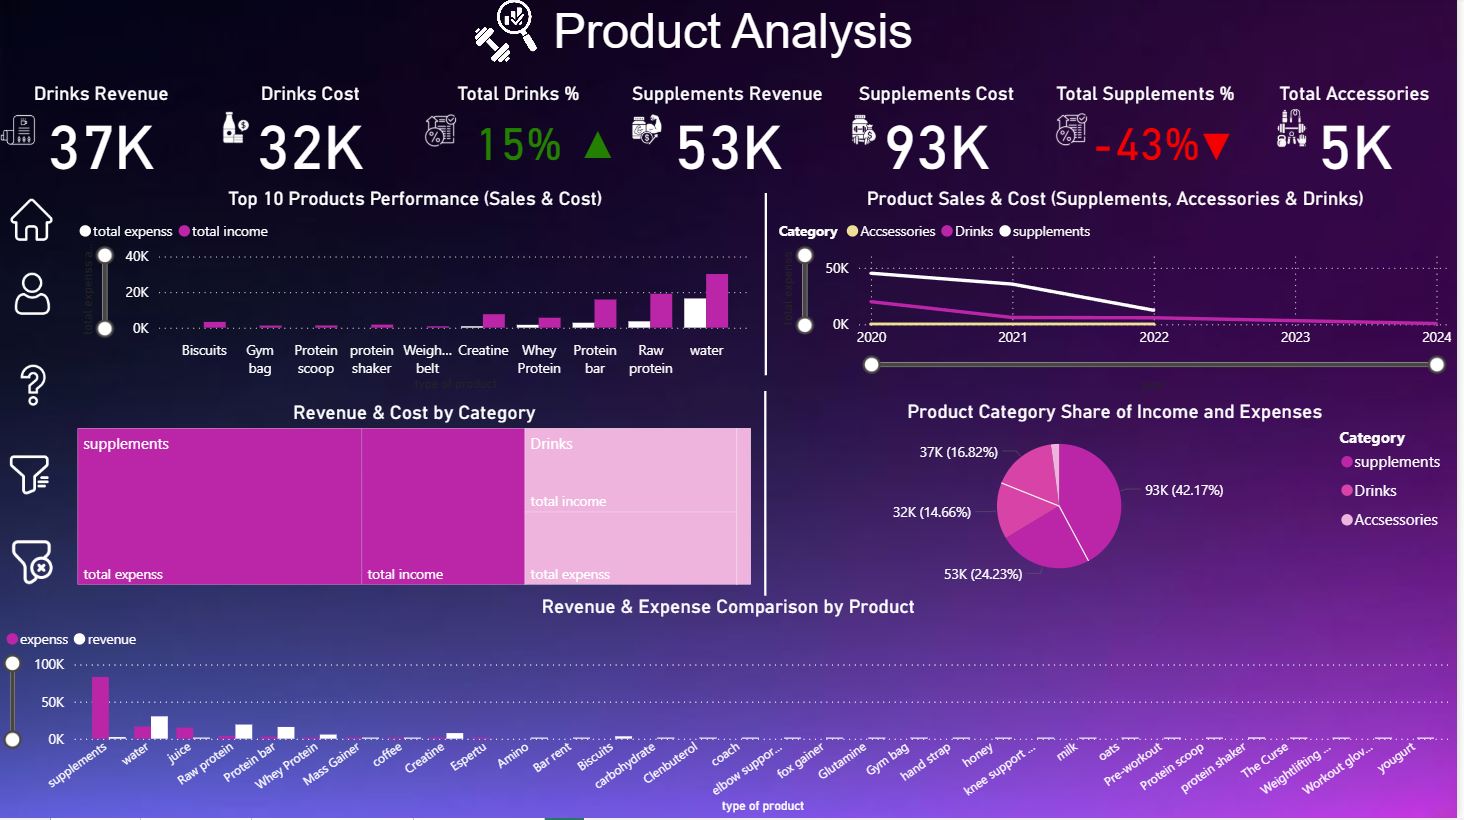 Product Analysis
Drinks Revenue
37K
Drinks Cost
32K
Total Drinks %
15%
Supplements Revenue
53K
Supplements Cost
93K
Total Supplements %
-43%
Total Accessories
5K
Top 10 Products Performance (Sales & Cost)
total expenss total income
total expenss a...
40K
20K
0K
Biscuits
Gym bag
Protein scoop
protein shaker
Weigh... belt
Creatine
Whey Protein
Protein bar
Raw protein
water
type of product
Product Sales & Cost (Supplements, Accessories & Drinks)
Category Accsessories Drinks supplements
total expenss
50K
0K
2020 2021 2022 2023 2024
Revenue & Cost by Category
supplements
total expenss
total income
Drinks
total income
total expenss
Product Category Share of Income and Expenses
37K (16.82%)
32K (14.66%)
53K (24.23%)
93K (42.17%)
Category
supplements
Drinks
Accsessories
Revenue & Expense Comparison by Product
expenss revenue
100K
50K
0K
supplements
water
juice
Raw protein
Protein bar
Whey Protein
Mass Gainer
coffee
Creatine
Espertu
Amino
Bar rent
Biscuits
carbohydrate
Clenbuterol
coach
elbow suppor...
fox gainer
Glutamine
Gym bag
hand strap
honey
knee support ...
milk
oats
Pre-workout
Protein scoop
protein shaker
The Curse
Weightlifting ...
Workout glov...
yougurt
type of product